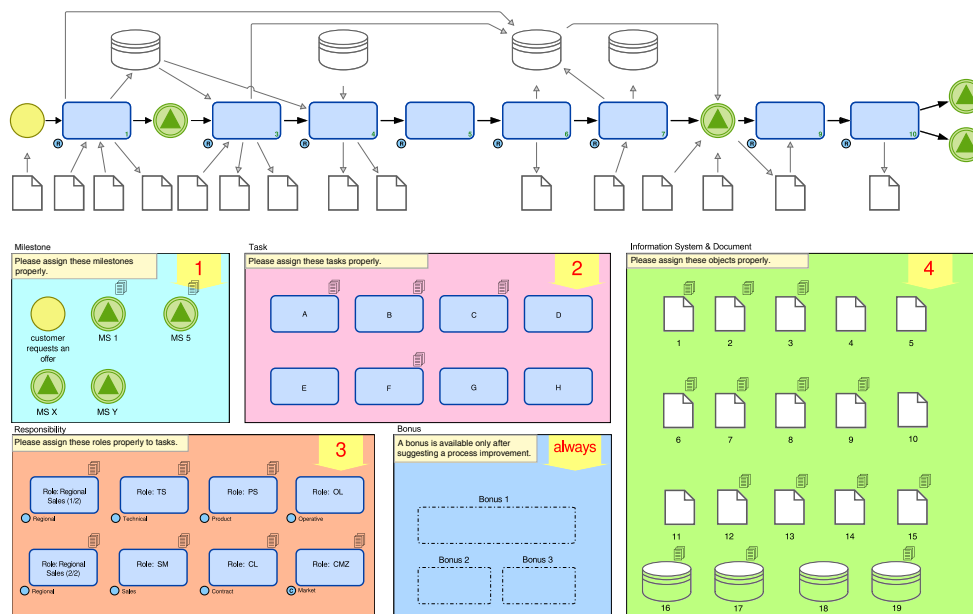 1
3
4
5
6
7
9
10
R
R
R
R
R
R
R
Milestone
Please assign these milestones
properly.
1
customer
requests an
offer
MS 1
MS 5
MS X
MS Y
Task
Please assign these tasks properly.
2
A
B
C
D
E
F
G
H
Information System & Document
Please assign these objects properly.
4
1
2
3
4
5
6
7
8
9
10
11
12
13
14
15
16
17
18
19
Responsibility
Please assign these roles properly to tasks.
3
Role: Regional
Sales (1/2)
Regional
Role: TS
Technical
Role: PS
Product
Role: OL
Operative
Role: Regional
Sales (2/2)
Regional
Role: SM
Sales
Role: CL
Contract
Role: CMZ
C
Market
Bonus
A bonus is available only after
suggesting a process improvement.
always
Bonus 1
Bonus 2
Bonus 3